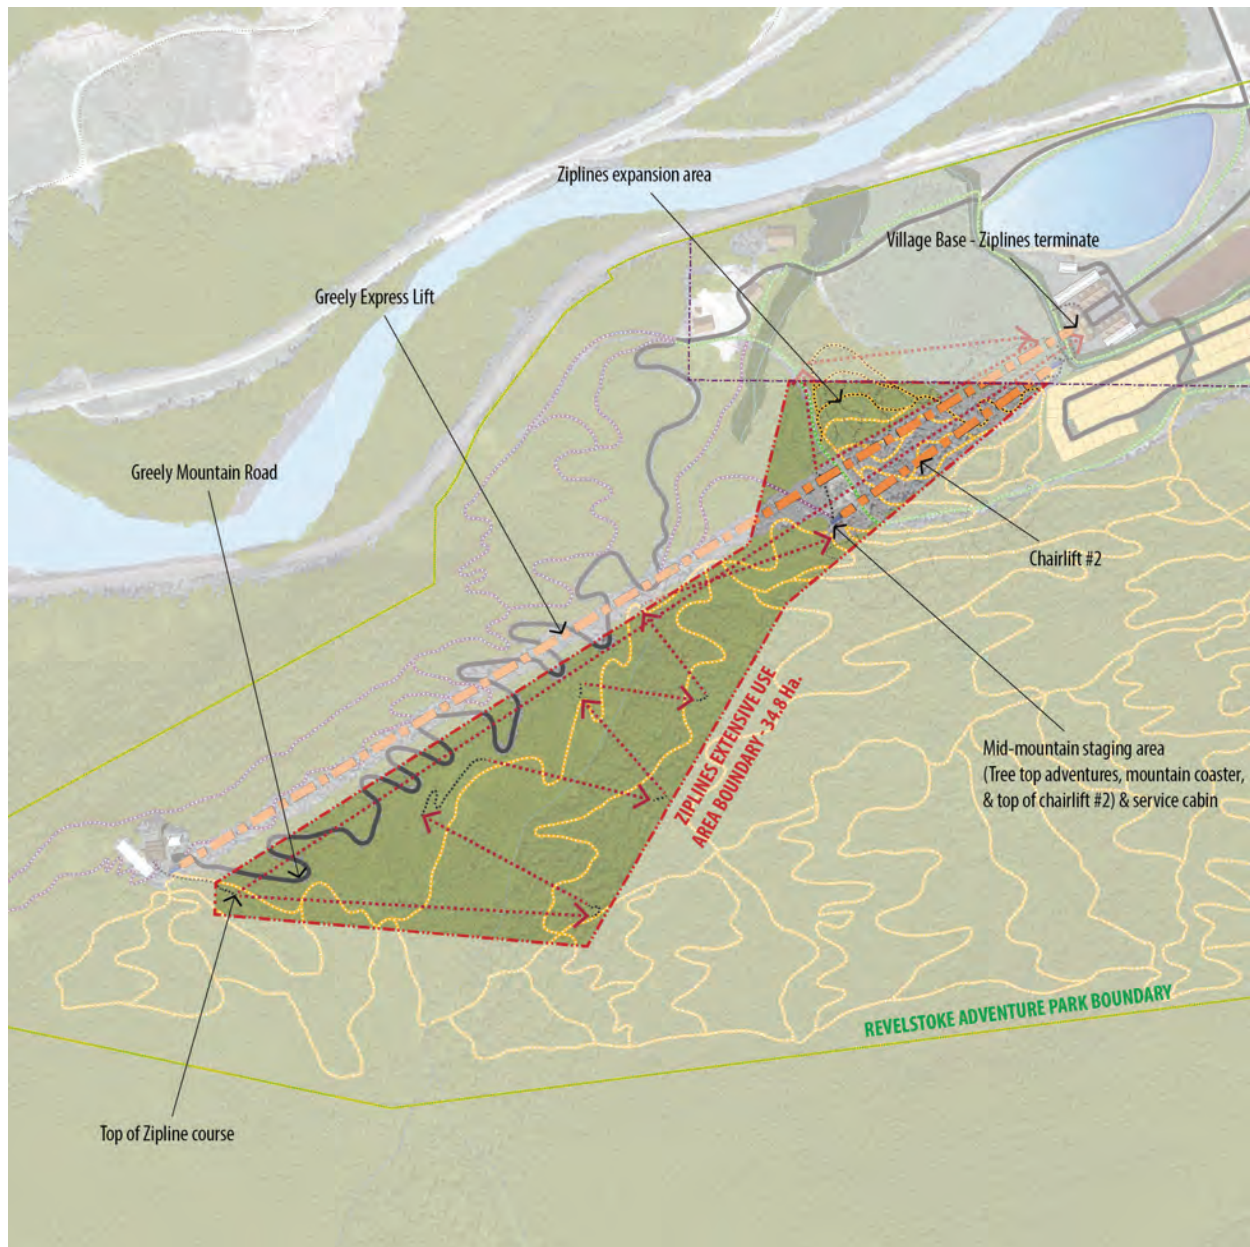 Ziplines expansion area
Village Base - Ziplines terminate
Greely Express Lift
Greely Mountain Road
Chairlift #2
ZIPLINES EXTENSIVE USE
AREA BOUNDARY - 34.8 Ha.
Mid-mountain staging area
(Tree top adventures, mountain coaster,
& top of chairlift #2) & service cabin
REVELSTOKE ADVENTURE PARK BOUNDARY
Top of Zipline course